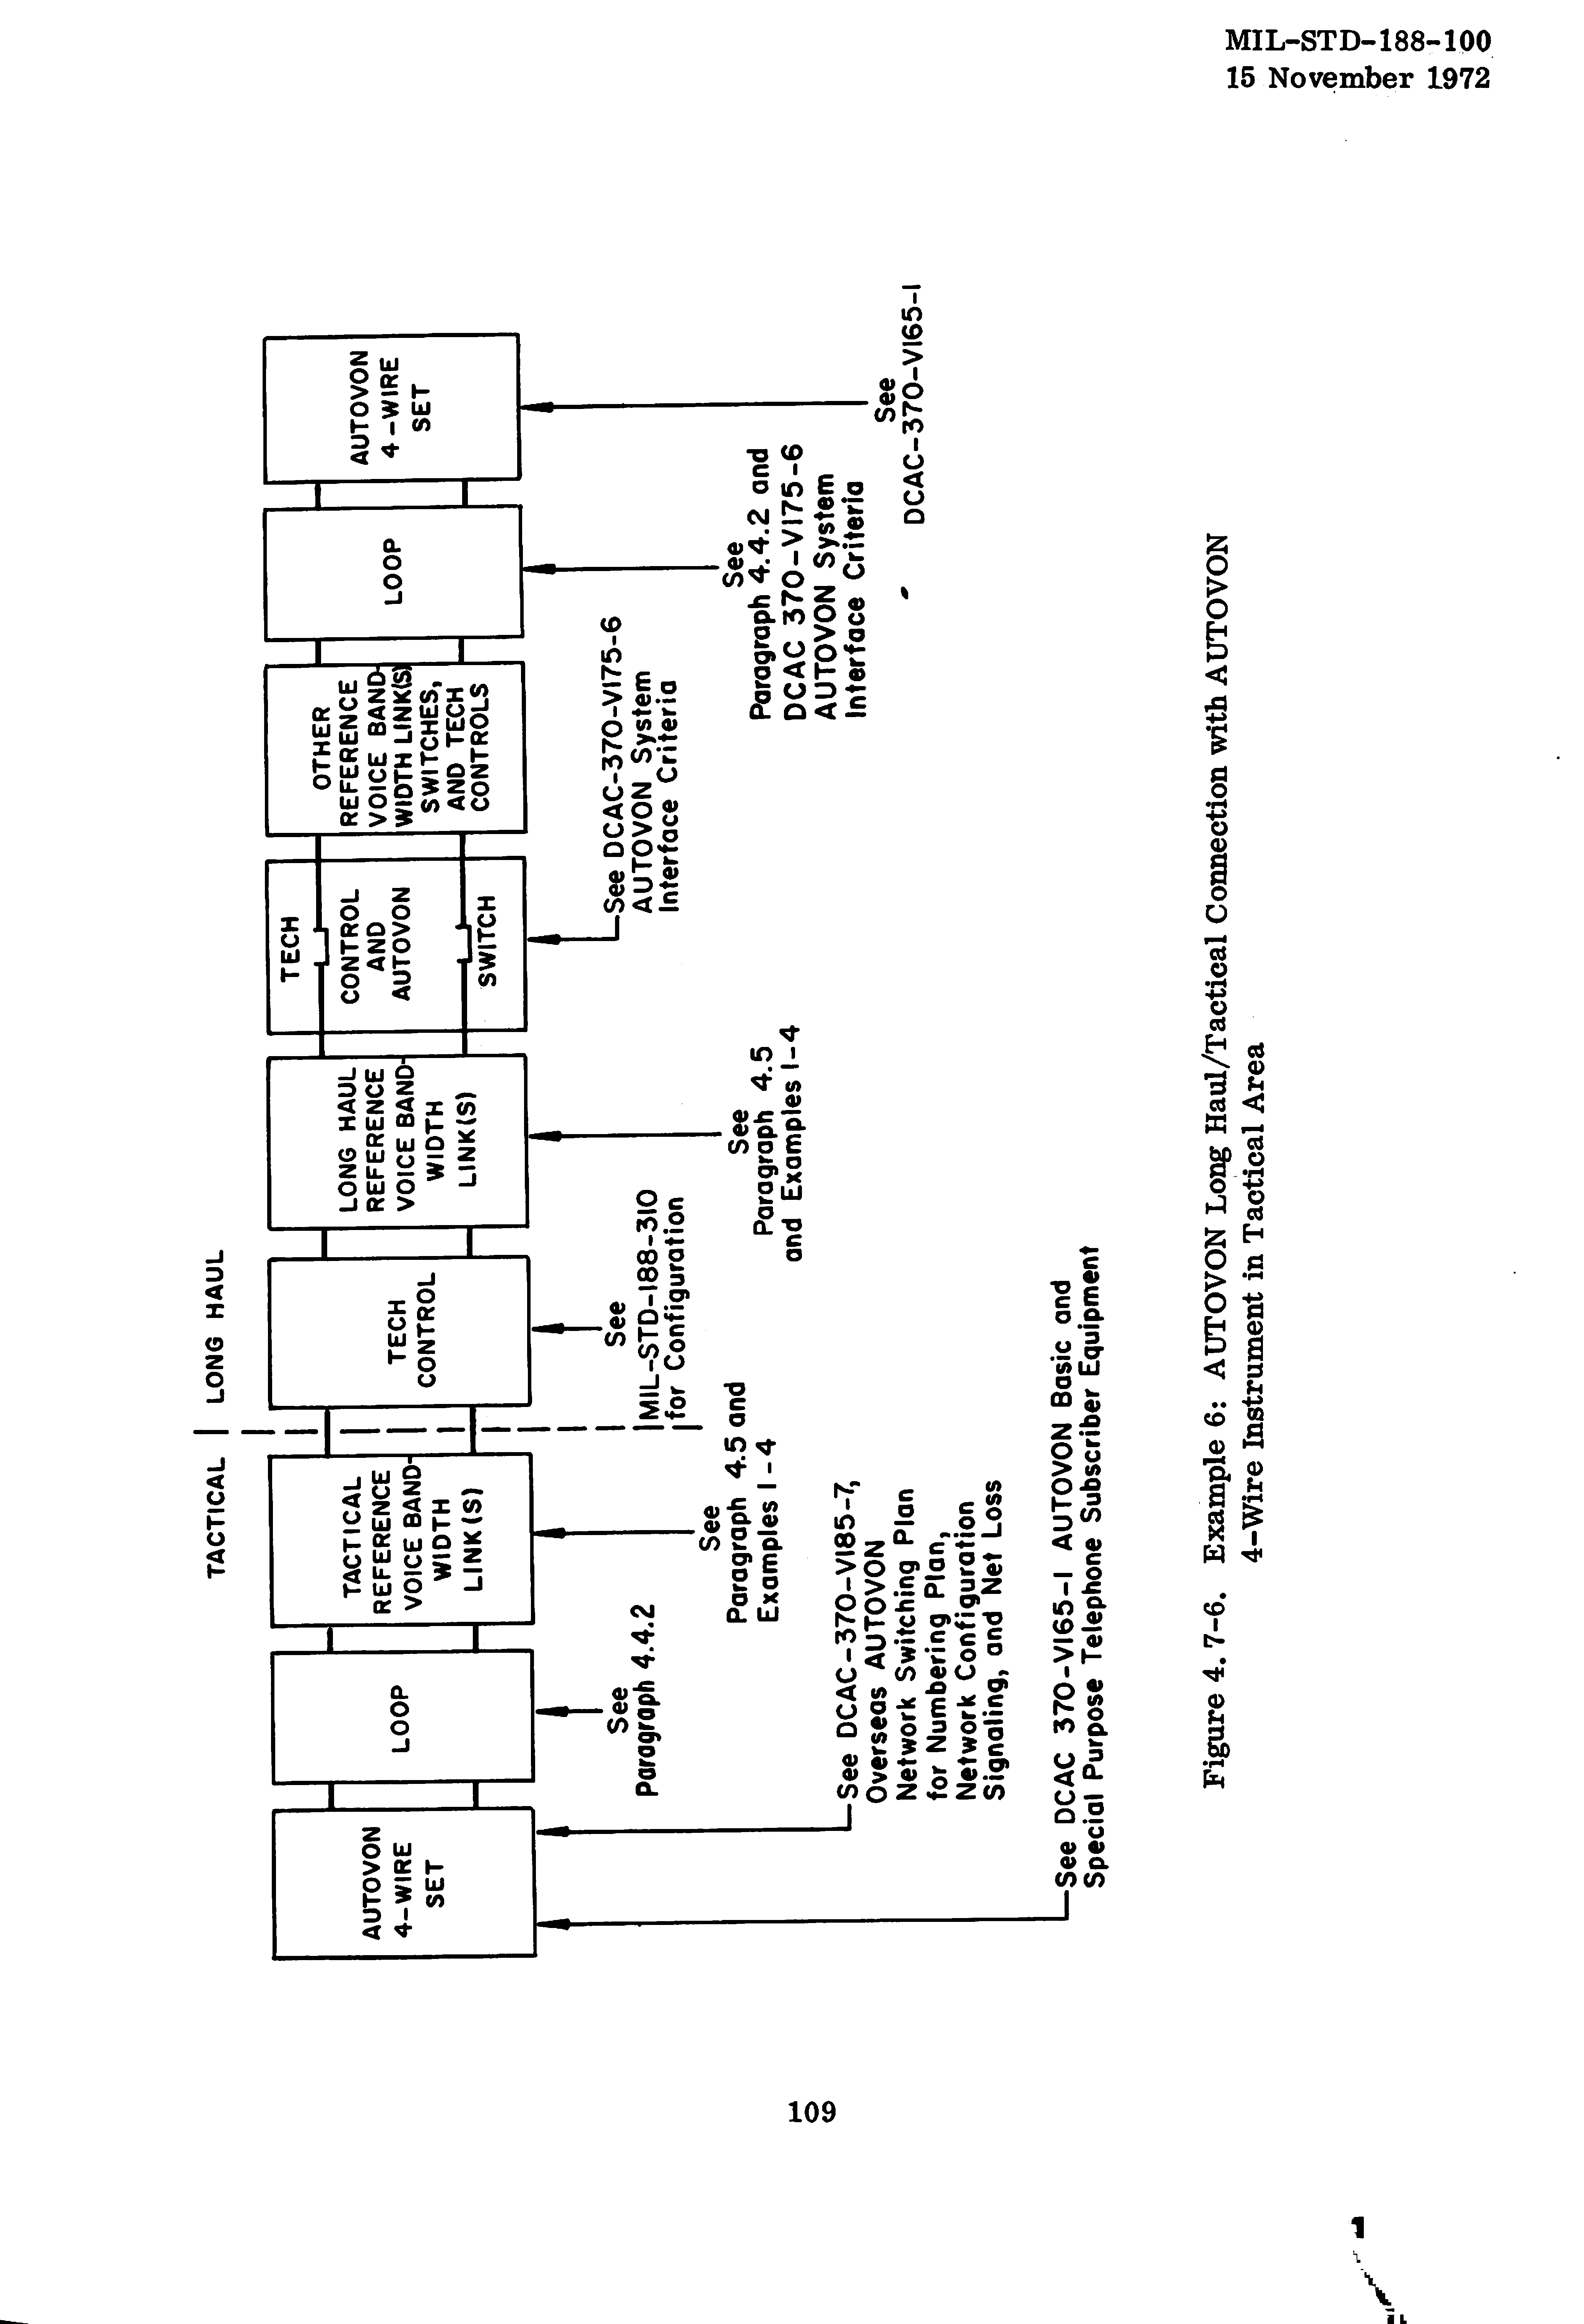 MIL-STD-188-100
15 November 1972
TACTICAL
LONG HAUL
AUTOVON
4-WIRE
SET
LOOP
TACTICAL
REFERENCE
VOICE BAND-
WIDTH
LINK(S)
TECH
CONTROL
LONG HAUL
REFERENCE
VOICE BAND-
WIDTH
LINK(S)
TECH
CONTROL
AND
AUTOVON
SWITCH
OTHER
REFERENCE
VOICE BAND-
WIDTH LINK(S)
SWITCHES,
AND TECH
CONTROLS
LOOP
AUTOVON
4-WIRE
SET
See
Paragraph 4.4.2
See
Paragraph 4.5 and
Examples 1-4
See
MIL-STD-188-310
for Configuration
See
Paragraph 4.5
and Examples 1-4
See DCAC-370-V175-6
AUTOVON System
Interface Criteria
See
Paragraph 4.4.2 and
DCAC 370-V175-6
AUTOVON System
Interface Criteria
See
DCAC-370-V165-1
See DCAC-370-V185-7,
Overseas AUTOVON
Network Switching Plan
for Numbering Plan,
Network Configuration
Signaling, and Net Loss
See DCAC 370-V165-1 AUTOVON Basic and
Special Purpose Telephone Subscriber Equipment
Figure 4.7-6. Example 6: AUTOVON Long Haul/Tactical Connection with AUTOVON
4-Wire Instrument in Tactical Area
109